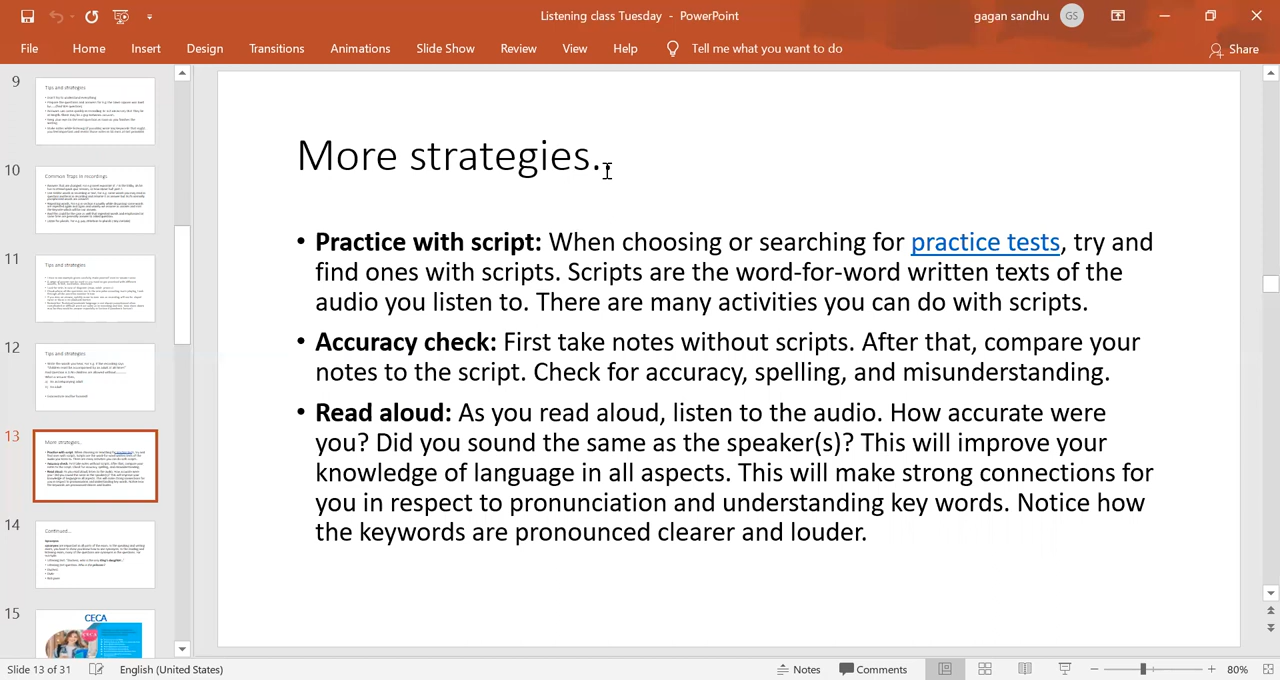 Listening class Tuesday - PowerPoint
gagan sandhu
GS
File Home Insert Design Transitions Animations Slide Show Review View Help Tell me what you want to do
Share
9
Tips and strategies
10
Common Traps in recordings
11
Tips and strategies
12
Tips and strategies
13
More strategies..
14
Continued...
15
CECA
More strategies..
• Practice with script: When choosing or searching for practice tests, try and
find ones with scripts. Scripts are the word-for-word written texts of the
audio you listen to. There are many activities you can do with scripts.
• Accuracy check: First take notes without scripts. After that, compare your
notes to the script. Check for accuracy, spelling, and misunderstanding.
• Read aloud: As you read aloud, listen to the audio. How accurate were
you? Did you sound the same as the speaker(s)? This will improve your
knowledge of language in all aspects. This will make strong connections for
you in respect to pronunciation and understanding key words. Notice how
the keywords are pronounced clearer and louder.
Slide 13 of 31
English (United States)
Notes
Comments
80%